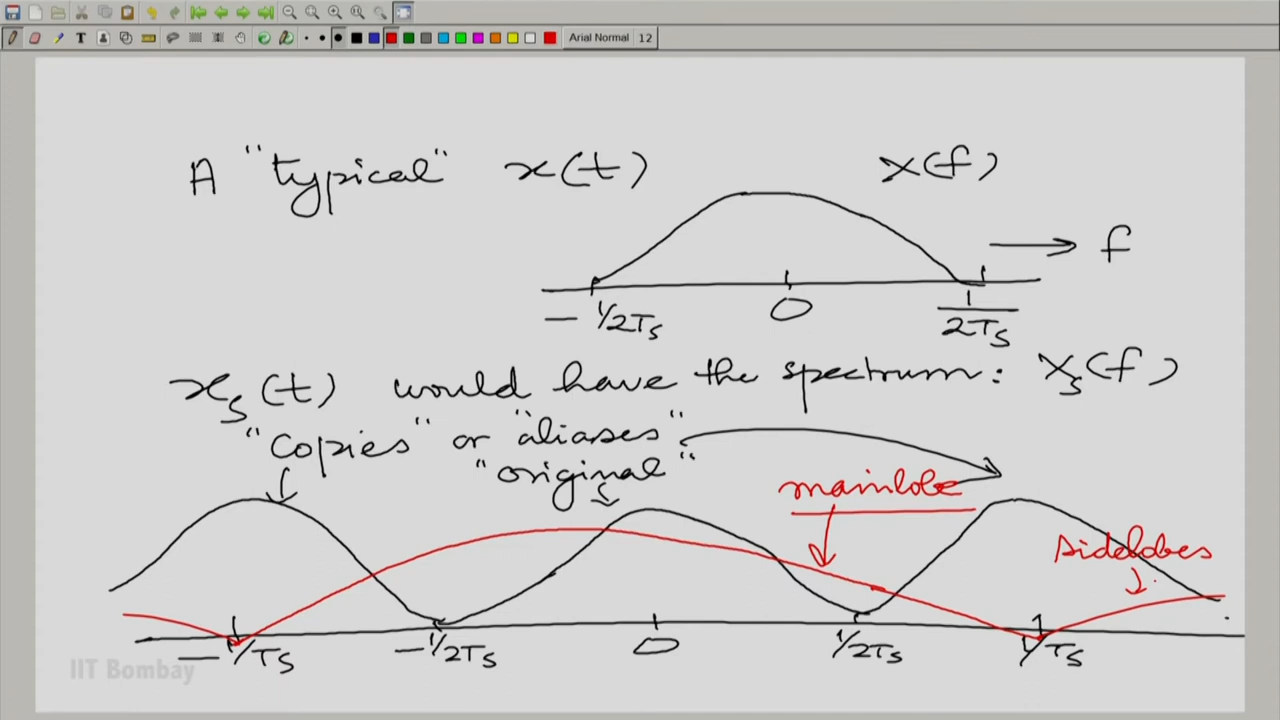 Arial Normal 12
A "typical" x(t) X(f)
f
- 1/2Ts 0 1/2Ts
xs(t) would have the spectrum: Xs(f)
"Copies" or "aliases"
"original"
mainlobe
sidelobes
-1/Ts -1/2Ts 0 1/2Ts 1/Ts
IIT Bombay